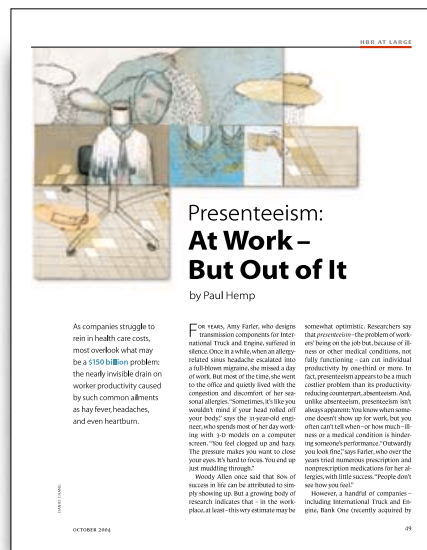 HBR AT LARGE
Presenteeism:
At Work –
But Out of It
by Paul Hemp
As companies struggle to
rein in health care costs,
most overlook what may
be a $150 billion problem:
the nearly invisible drain on
worker productivity caused
by such common ailments
as hay fever, headaches,
and even heartburn.
FOR YEARS, Amy Farler, who designs
transmission components for Inter-
national Truck and Engine, suffered in
silence. Once in a while, when an allergy-
related sinus headache escalated into
a full-blown migraine, she missed a day
of work. But most of the time, she went
to the office and quietly lived with the
congestion and discomfort of her sea-
sonal allergies. “Sometimes, it’s like you
wouldn’t mind if your head rolled off
your body,” says the 31-year-old engi-
neer, who spends most of her day work-
ing with 3-D models on a computer
screen. “You feel clogged up and hazy.
The pressure makes you want to close
your eyes. It’s hard to focus. You end up
just muddling through.”
Woody Allen once said that 80% of
success in life can be attributed to sim-
ply showing up. But a growing body of
research indicates that – in the work-
place, at least – this wry estimate may be
somewhat optimistic. Researchers say
that presenteeism – the problem of work-
ers’ being on the job but, because of ill-
ness or other medical conditions, not
fully functioning – can cut individual
productivity by one-third or more. In
fact, presenteeism appears to be a much
costlier problem than its productivity-
reducing counterpart, absenteeism. And,
unlike absenteeism, presenteeism isn’t
always apparent: You know when some-
one doesn’t show up for work, but you
often can’t tell when – or how much – ill-
ness or a medical condition is hinder-
ing someone’s performance. “Outwardly
you look fine,” says Farler, who over the
years tried numerous prescription and
nonprescription medications for her al-
lergies, with little success. “People don’t
see how you feel.”
However, a handful of companies –
including International Truck and En-
gine, Bank One (recently acquired by
OCTOBER 2004
49